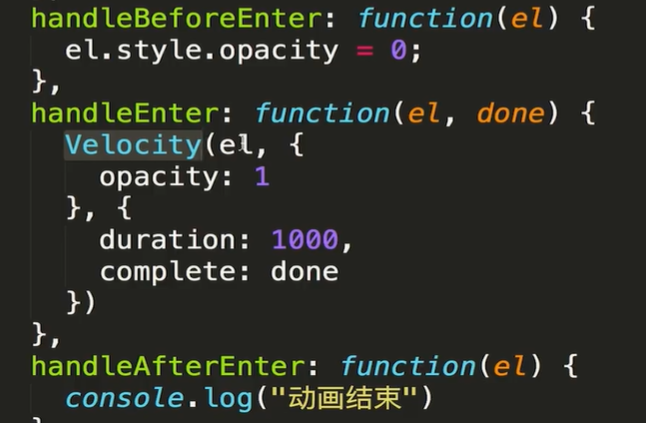 handleBeforeEnter: function(el) {
el.style.opacity = 0;
},
handleEnter: function(el, done) {
Velocity(el, {
opacity: 1
}, {
duration: 1000,
complete: done
})
},
handleAfterEnter: function(el) {
console.log("动画结束")